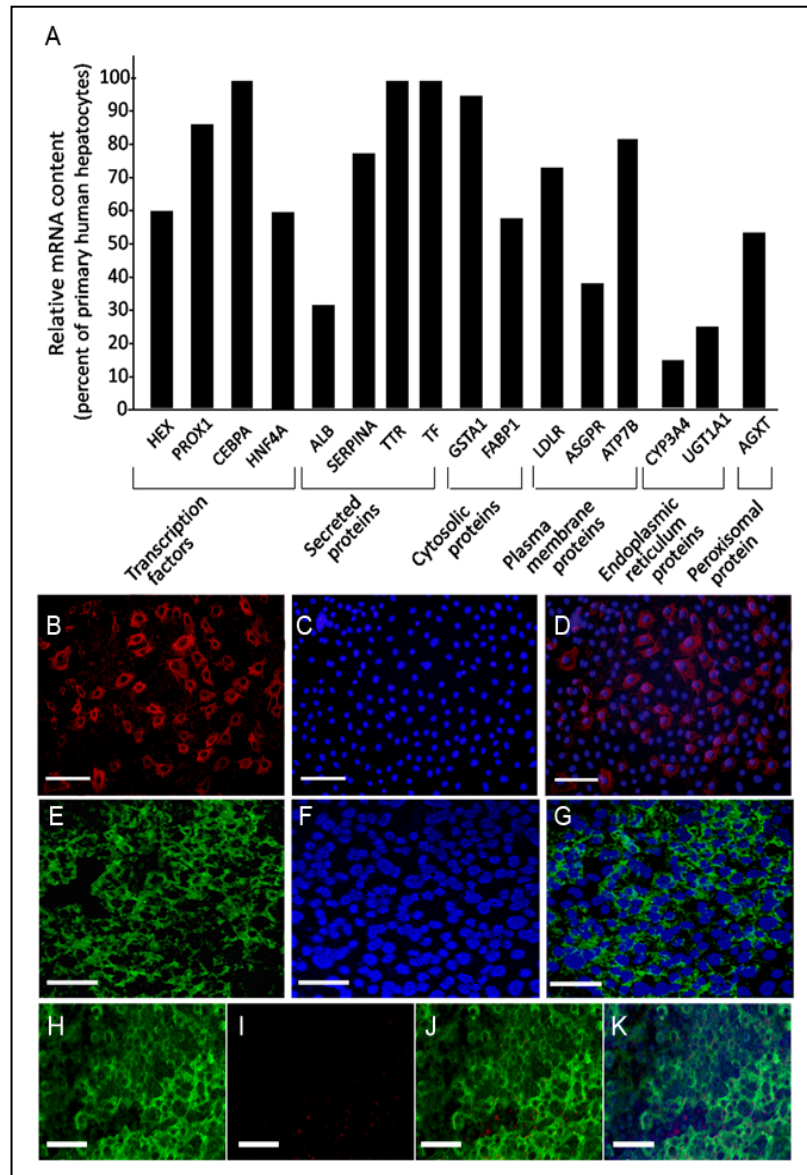 A
Relative mRNA content
(percent of primary human hepatocytes)
100
90
80
70
60
50
40
30
20
10
0
HEX
PROX1
CEBPA
HNF4A
ALB
SERPINA
TTR
TF
GSTA1
FABP1
LDLR
ASGPR
ATP7B
CYP3A4
UGT1A1
AGXT
Transcription
factors
Secreted
proteins
Cytosolic
proteins
Plasma
membrane
proteins
Endoplasmic
reticulum
proteins
Peroxisomal
protein
B
C
D
E
F
G
H
I
J
K